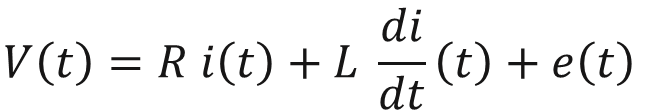 V(t) = R i(t) + L di/dt (t) + e(t)